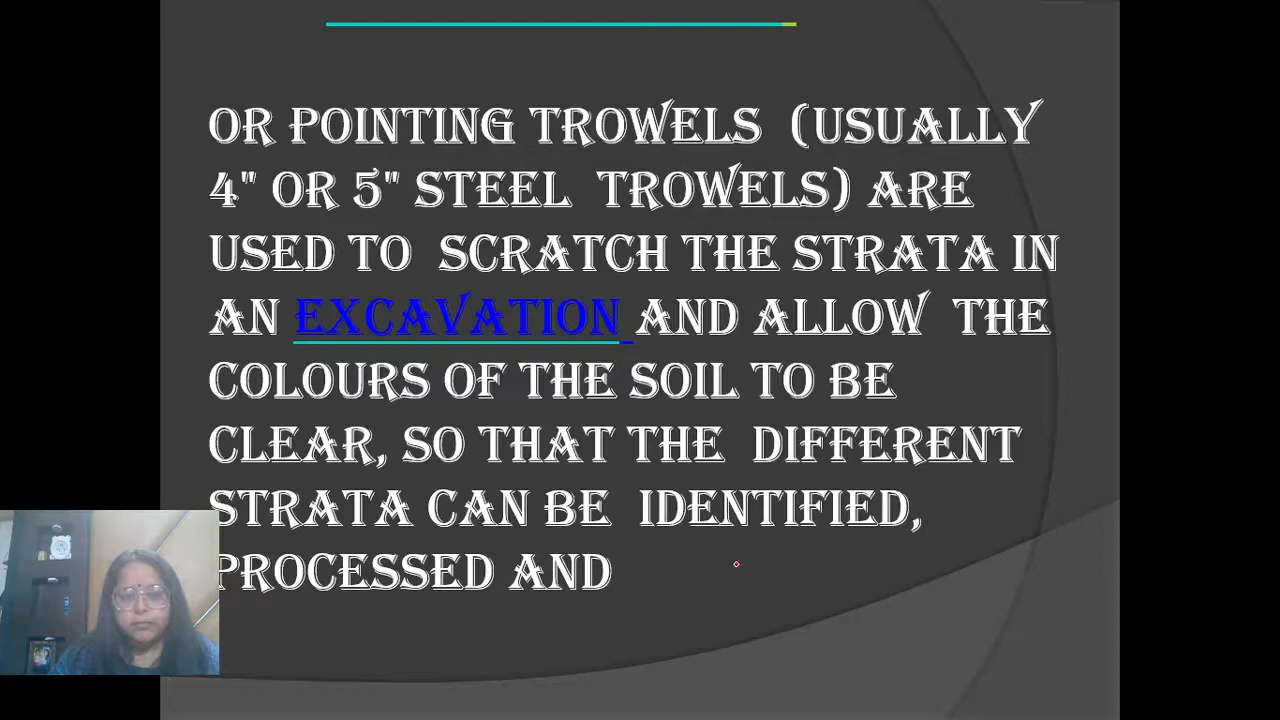 OR POINTING TROWELS (USUALLY
4" OR 5" STEEL TROWELS) ARE
USED TO SCRATCH THE STRATA IN
AN EXCAVATION AND ALLOW THE
COLOURS OF THE SOIL TO BE
CLEAR, SO THAT THE DIFFERENT
STRATA CAN BE IDENTIFIED,
PROCESSED AND